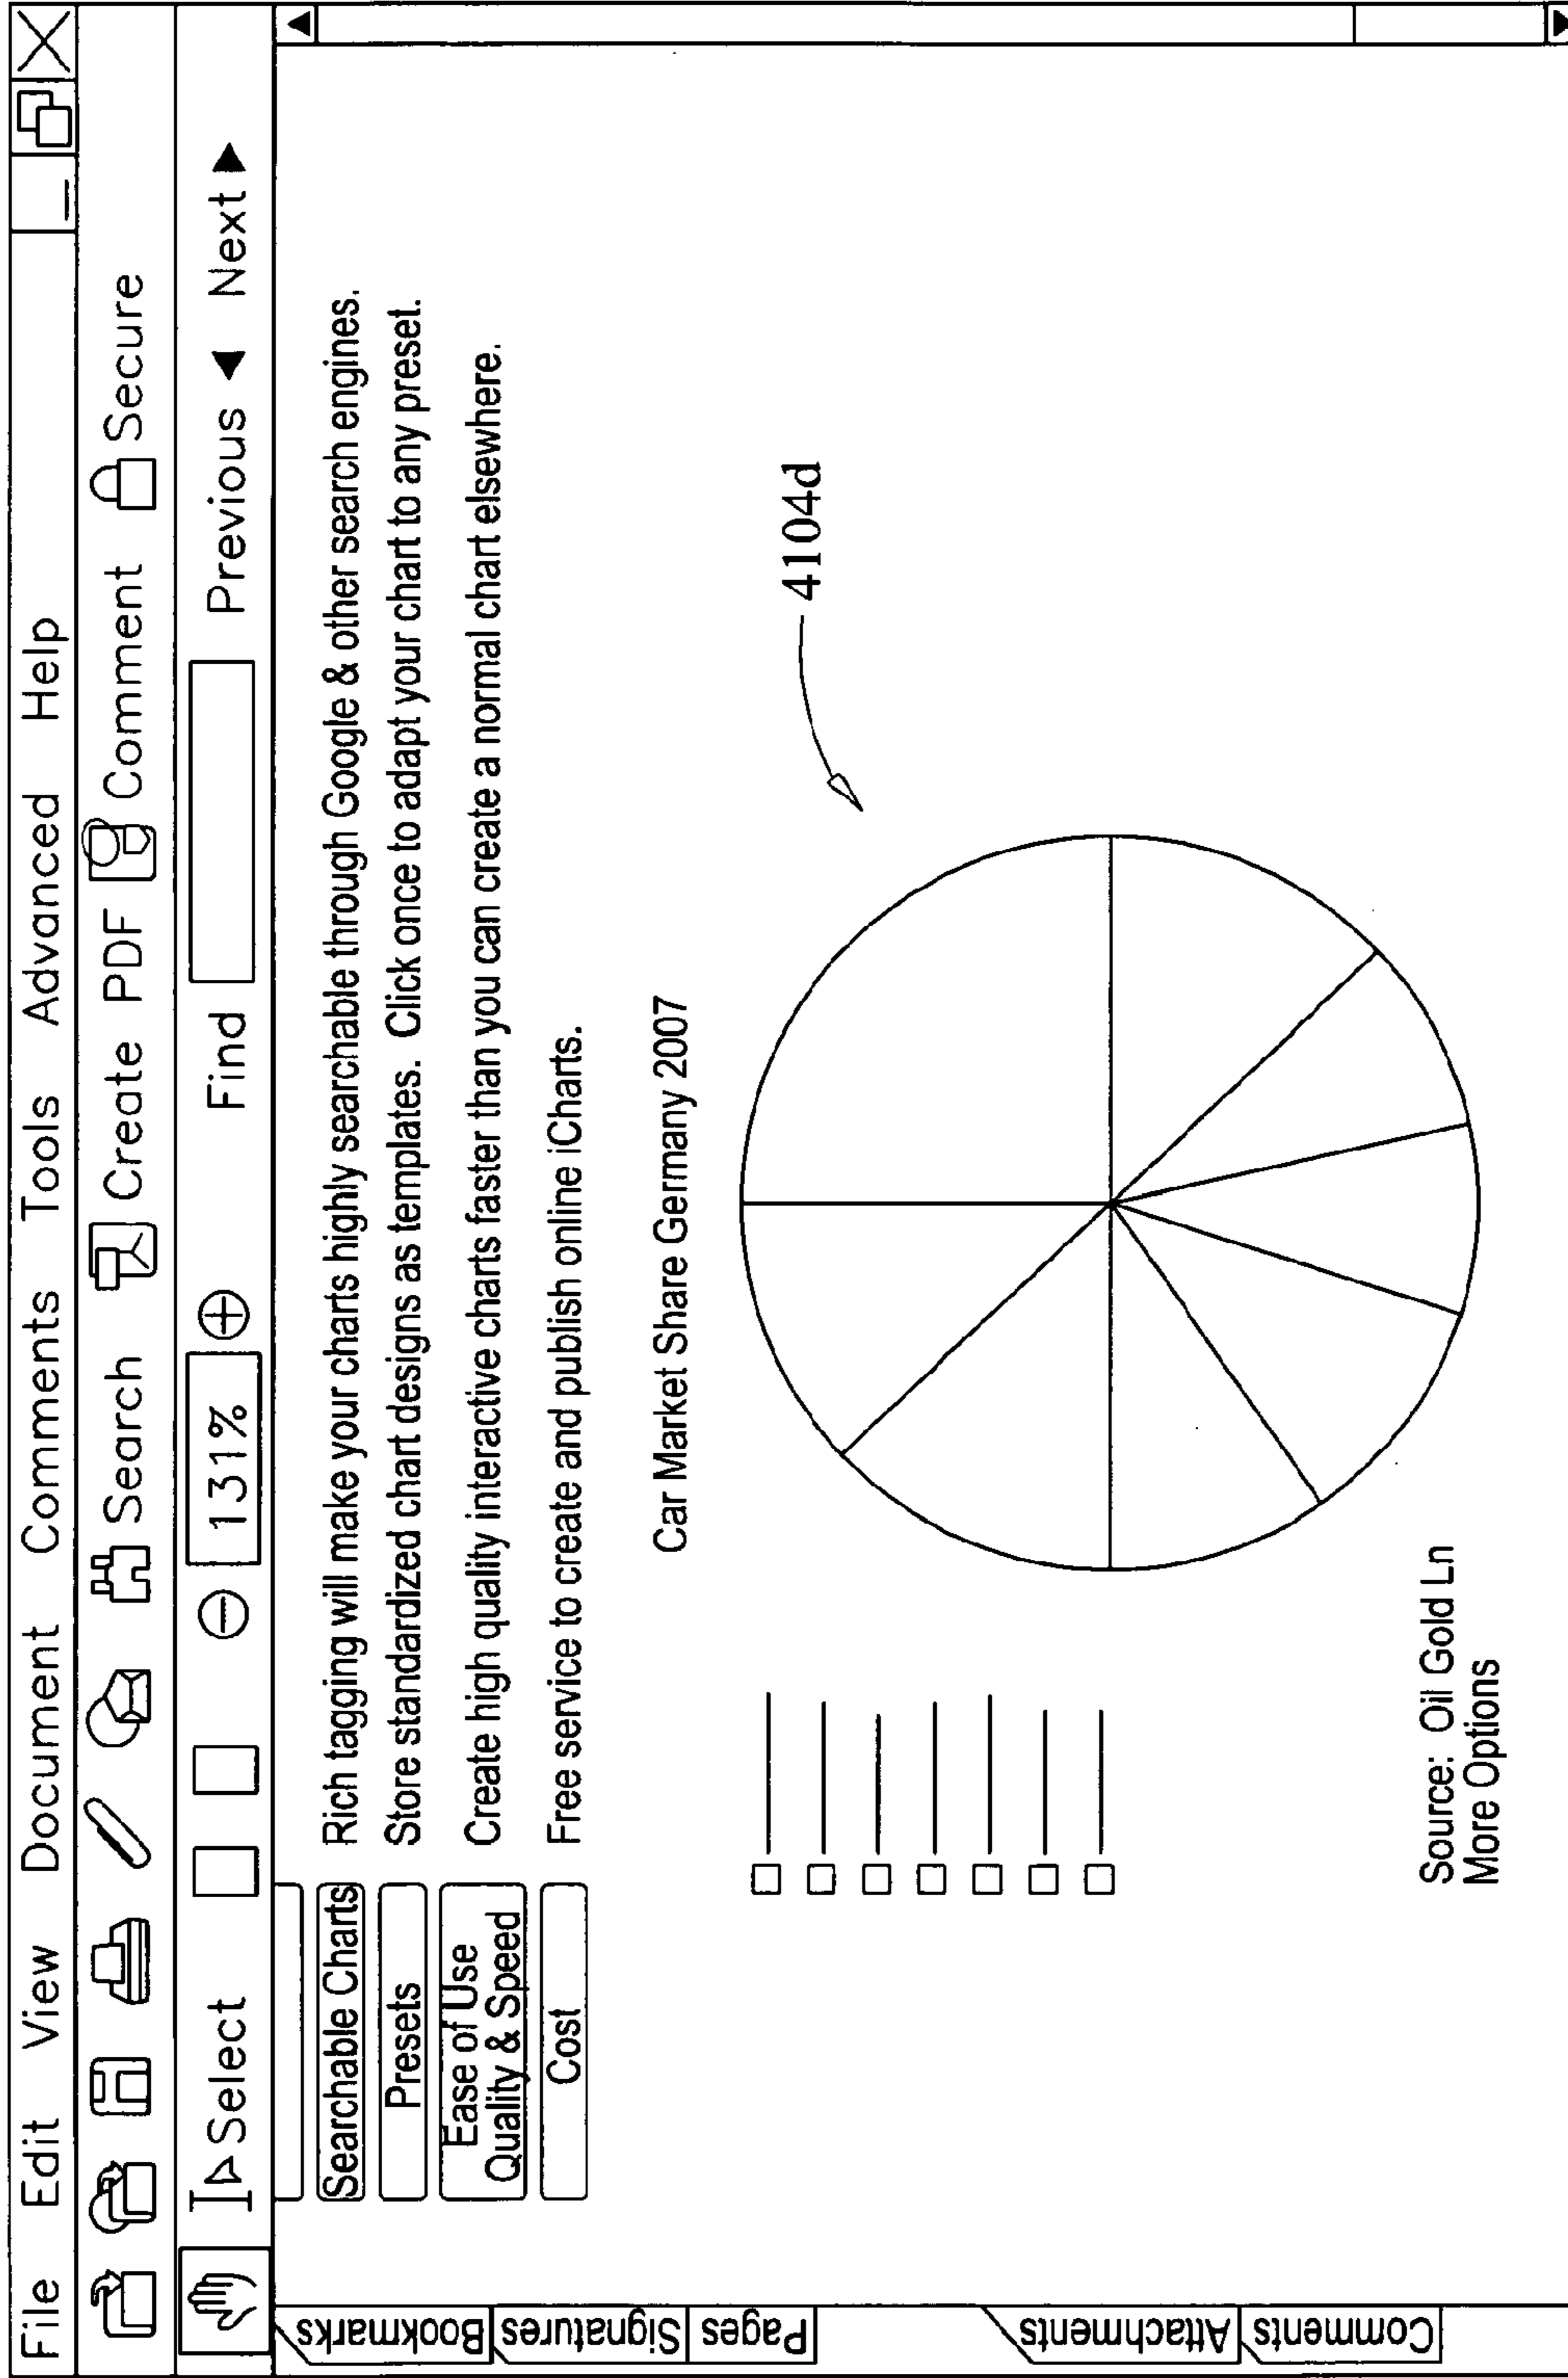 File Edit View Document Comments Tools Advanced Help
Search Create PDF Comment Secure
Select 131% Find Previous Next
Searchable Charts Rich tagging will make your charts highly searchable through Google & other search engines.
Presets Store standardized chart designs as templates. Click once to adapt your chart to any preset.
Ease of Use
Quality & Speed Create high quality interactive charts faster than you can create a normal chart elsewhere.
Cost Free service to create and publish online iCharts.
Car Market Share Germany 2007
4104d
Source: Oil Gold Ln
More Options
Bookmarks
Signatures
Pages
Attachments
Comments